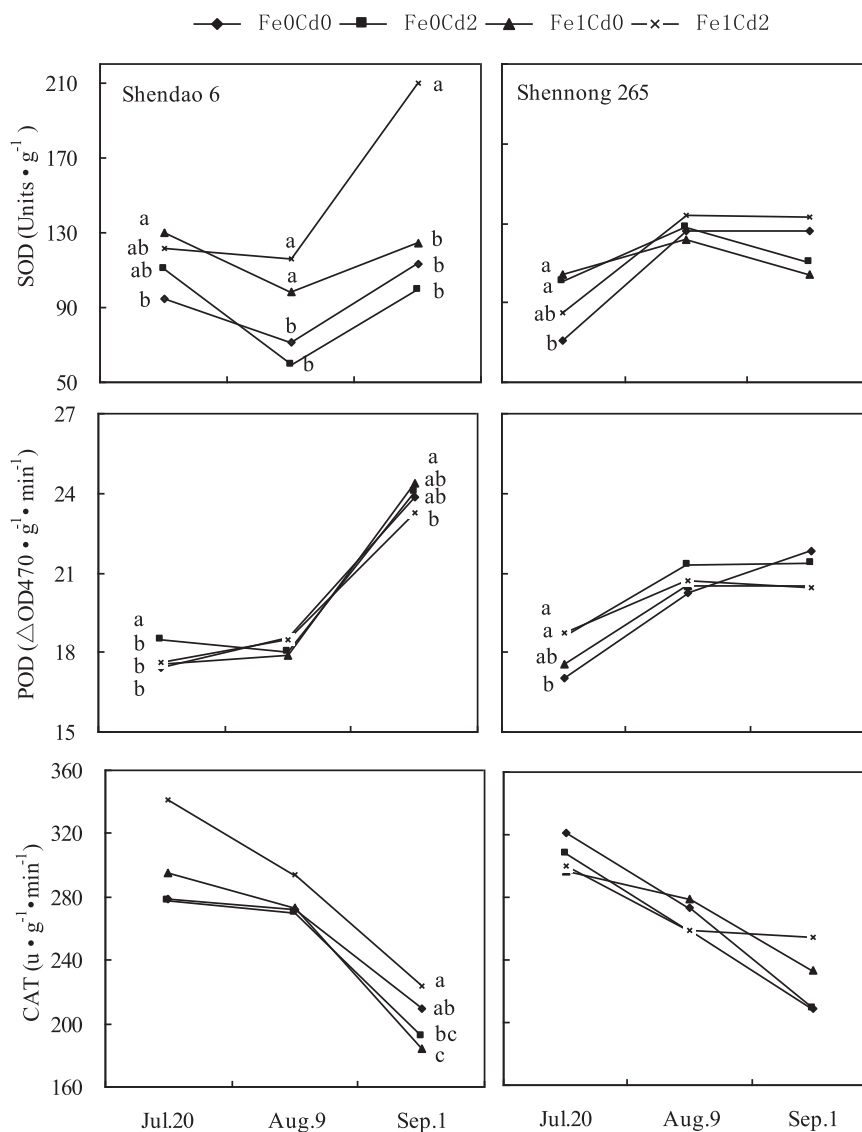 Fe0Cd0 Fe0Cd2 Fe1Cd0 Fe1Cd2
Shendao 6
Shennong 265
SOD (Units • g⁻¹ )
210
170
130
90
50
a
ab
ab
b
a
a
b
b
a
b
b
b
a
a
ab
b
POD (△OD470 • g⁻¹ • min⁻¹)
27
24
21
18
15
a
b
b
b
a
ab
ab
b
a
a
ab
b
CAT (u • g⁻¹ • min⁻¹)
360
320
280
240
200
160
a
ab
bc
c
Jul.20 Aug.9 Sep.1
Jul.20 Aug.9 Sep.1